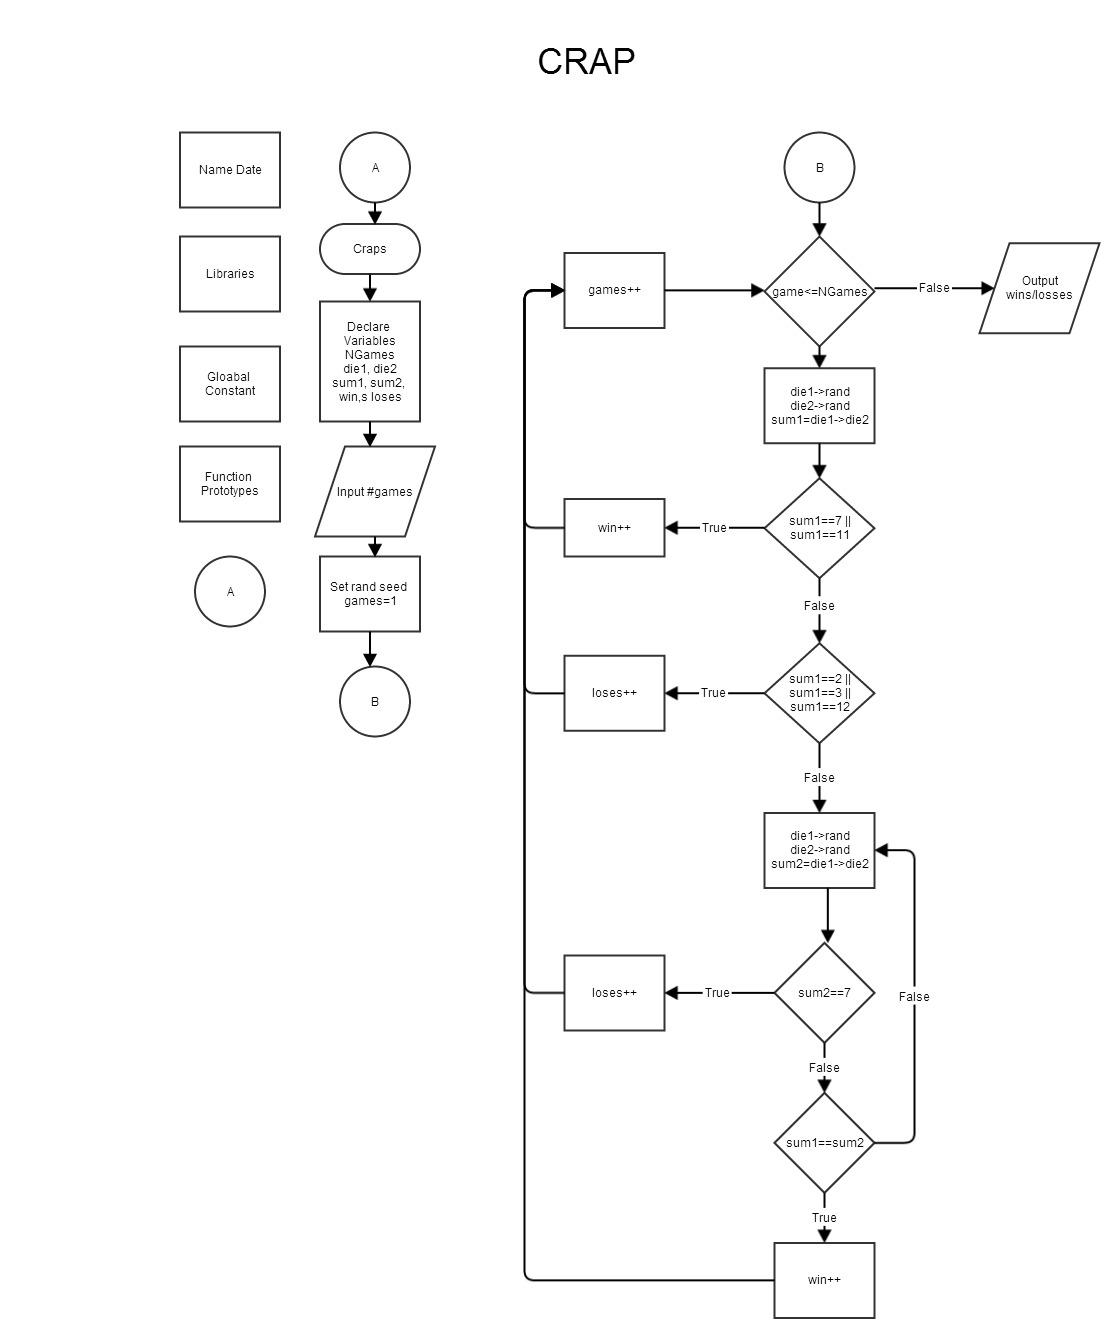 CRAP
Name Date
Libraries
Gloabal
Constant
Function
Prototypes
A
A
Craps
Declare
Variables
NGames
die1, die2
sum1, sum2,
win,s loses
Input #games
Set rand seed
games=1
B
B
games++
game<=NGames
False
Output
wins/losses
die1->rand
die2->rand
sum1=die1->die2
sum1==7 ||
sum1==11
True
win++
False
sum1==2 ||
sum1==3 ||
sum1==12
True
loses++
False
die1->rand
die2->rand
sum2=die1->die2
sum2==7
True
loses++
False
False
sum1==sum2
True
win++